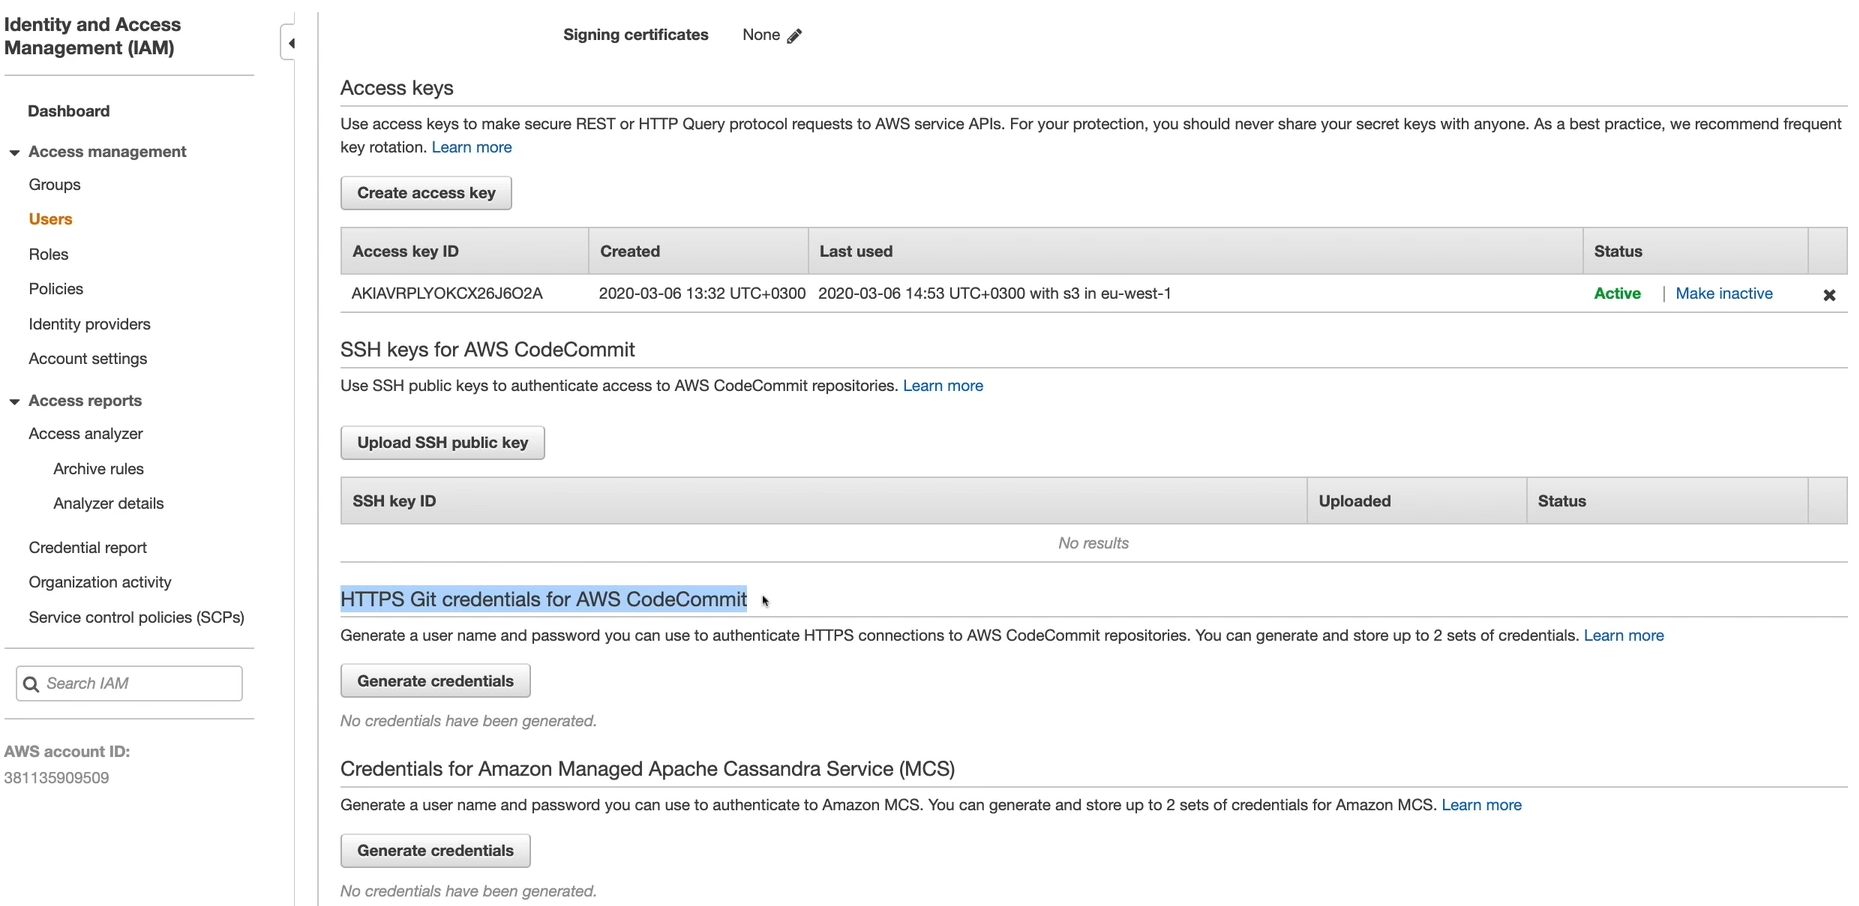 Identity and Access
Management (IAM)
Dashboard
Access management
Groups
Users
Roles
Policies
Identity providers
Account settings
Access reports
Access analyzer
Archive rules
Analyzer details
Credential report
Organization activity
Service control policies (SCPs)
Search IAM
AWS account ID:
381135909509
Signing certificates None
Access keys
Use access keys to make secure REST or HTTP Query protocol requests to AWS service APIs. For your protection, you should never share your secret keys with anyone. As a best practice, we recommend frequent
key rotation. Learn more
Create access key
Access key ID Created Last used Status
AKIAVRPLYOKCX26J6O2A 2020-03-06 13:32 UTC+0300 2020-03-06 14:53 UTC+0300 with s3 in eu-west-1 Active | Make inactive
SSH keys for AWS CodeCommit
Use SSH public keys to authenticate access to AWS CodeCommit repositories. Learn more
Upload SSH public key
SSH key ID Uploaded Status
No results
HTTPS Git credentials for AWS CodeCommit
Generate a user name and password you can use to authenticate HTTPS connections to AWS CodeCommit repositories. You can generate and store up to 2 sets of credentials. Learn more
Generate credentials
No credentials have been generated.
Credentials for Amazon Managed Apache Cassandra Service (MCS)
Generate a user name and password you can use to authenticate to Amazon MCS. You can generate and store up to 2 sets of credentials for Amazon MCS. Learn more
Generate credentials
No credentials have been generated.